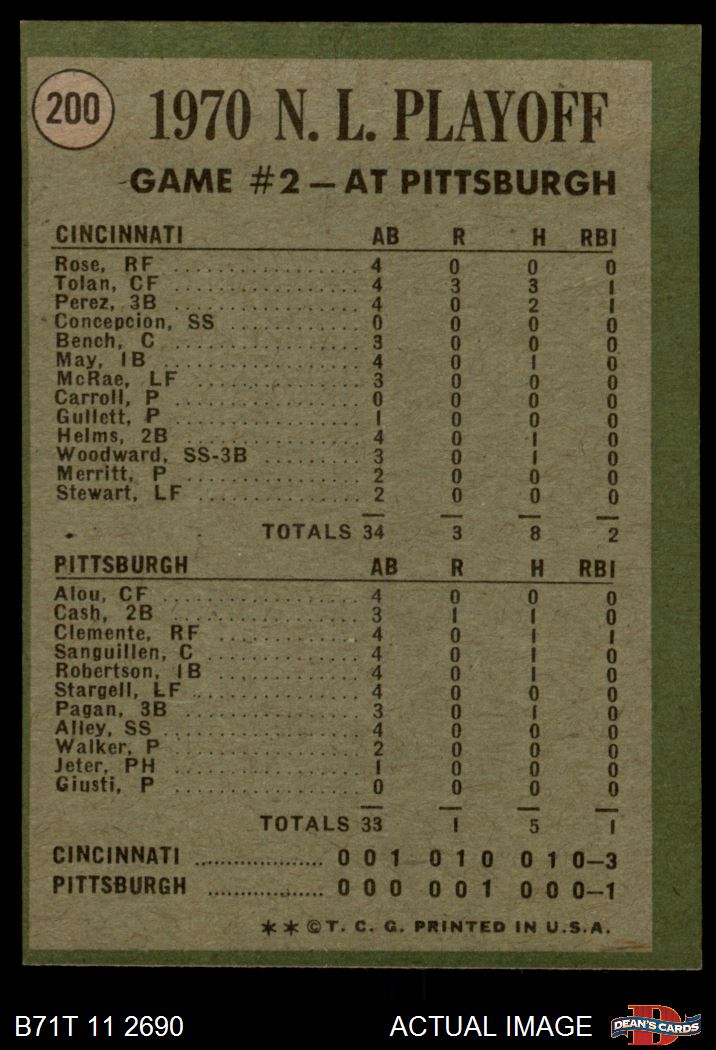 200 1970 N. L. PLAYOFF
GAME #2 — AT PITTSBURGH
CINCINNATI AB R H RBI
Rose, RF .................... 4 0 0 0
Tolan, CF .................... 4 3 3 1
Perez, 3B .................... 4 0 2 1
Concepcion, SS ............. 0 0 0 0
Bench, C .................... 3 0 0 0
May, 1B .................... 4 0 1 0
McRae, LF .................... 3 0 0 0
Carroll, P .................... 0 0 0 0
Gullett, P .................... 1 0 0 0
Helms, 2B .................... 4 0 1 0
Woodward, SS-3B .......... 3 0 1 0
Merritt, P .................... 2 0 0 0
Stewart, LF .................. 2 0 0 0
TOTALS 34 3 8 2
PITTSBURGH AB R H RBI
Alou, CF .................... 4 0 0 0
Cash, 2B .................... 3 1 1 0
Clemente, RF ............... 4 0 1 1
Sanguillen, C ............... 4 0 1 0
Robertson, 1B ............... 4 0 1 0
Stargell, LF .................. 4 0 0 0
Pagan, 3B .................... 3 0 1 0
Alley, SS .................... 4 0 0 0
Walker, P .................... 2 0 0 0
Jeter, PH .................... 1 0 0 0
Giusti, P .................... 0 0 0 0
TOTALS 33 1 5 1
CINCINNATI .................... 0 0 1 0 1 0 0 1 0—3
PITTSBURGH .................. 0 0 0 0 0 1 0 0 0—1
**©T. C. G. PRINTED IN U.S.A.
B71T 11 2690 ACTUAL IMAGE DEAN'S CARDS